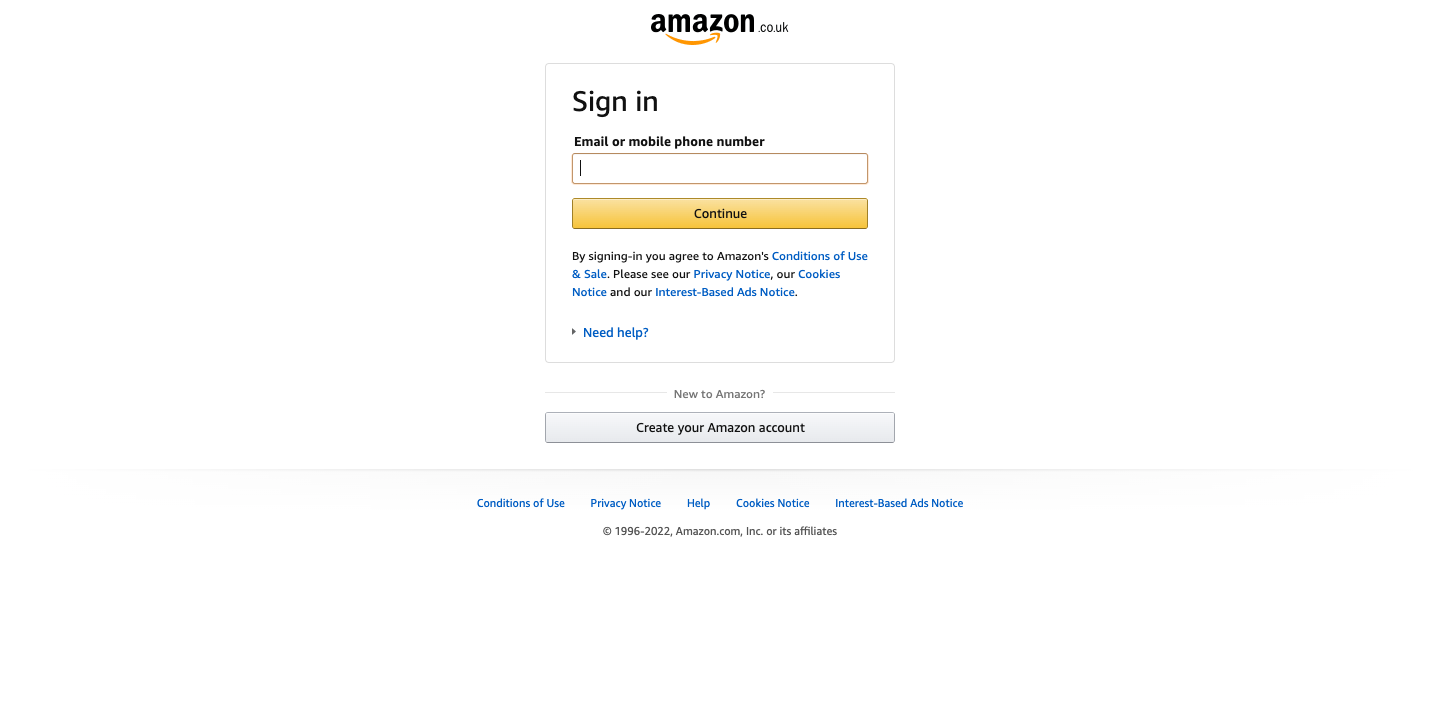 amazon.co.uk
Sign in
Email or mobile phone number
Continue
By signing-in you agree to Amazon's Conditions of Use
& Sale. Please see our Privacy Notice, our Cookies
Notice and our Interest-Based Ads Notice.
Need help?
New to Amazon?
Create your Amazon account
Conditions of Use Privacy Notice Help Cookies Notice Interest-Based Ads Notice
© 1996-2022, Amazon.com, Inc. or its affiliates